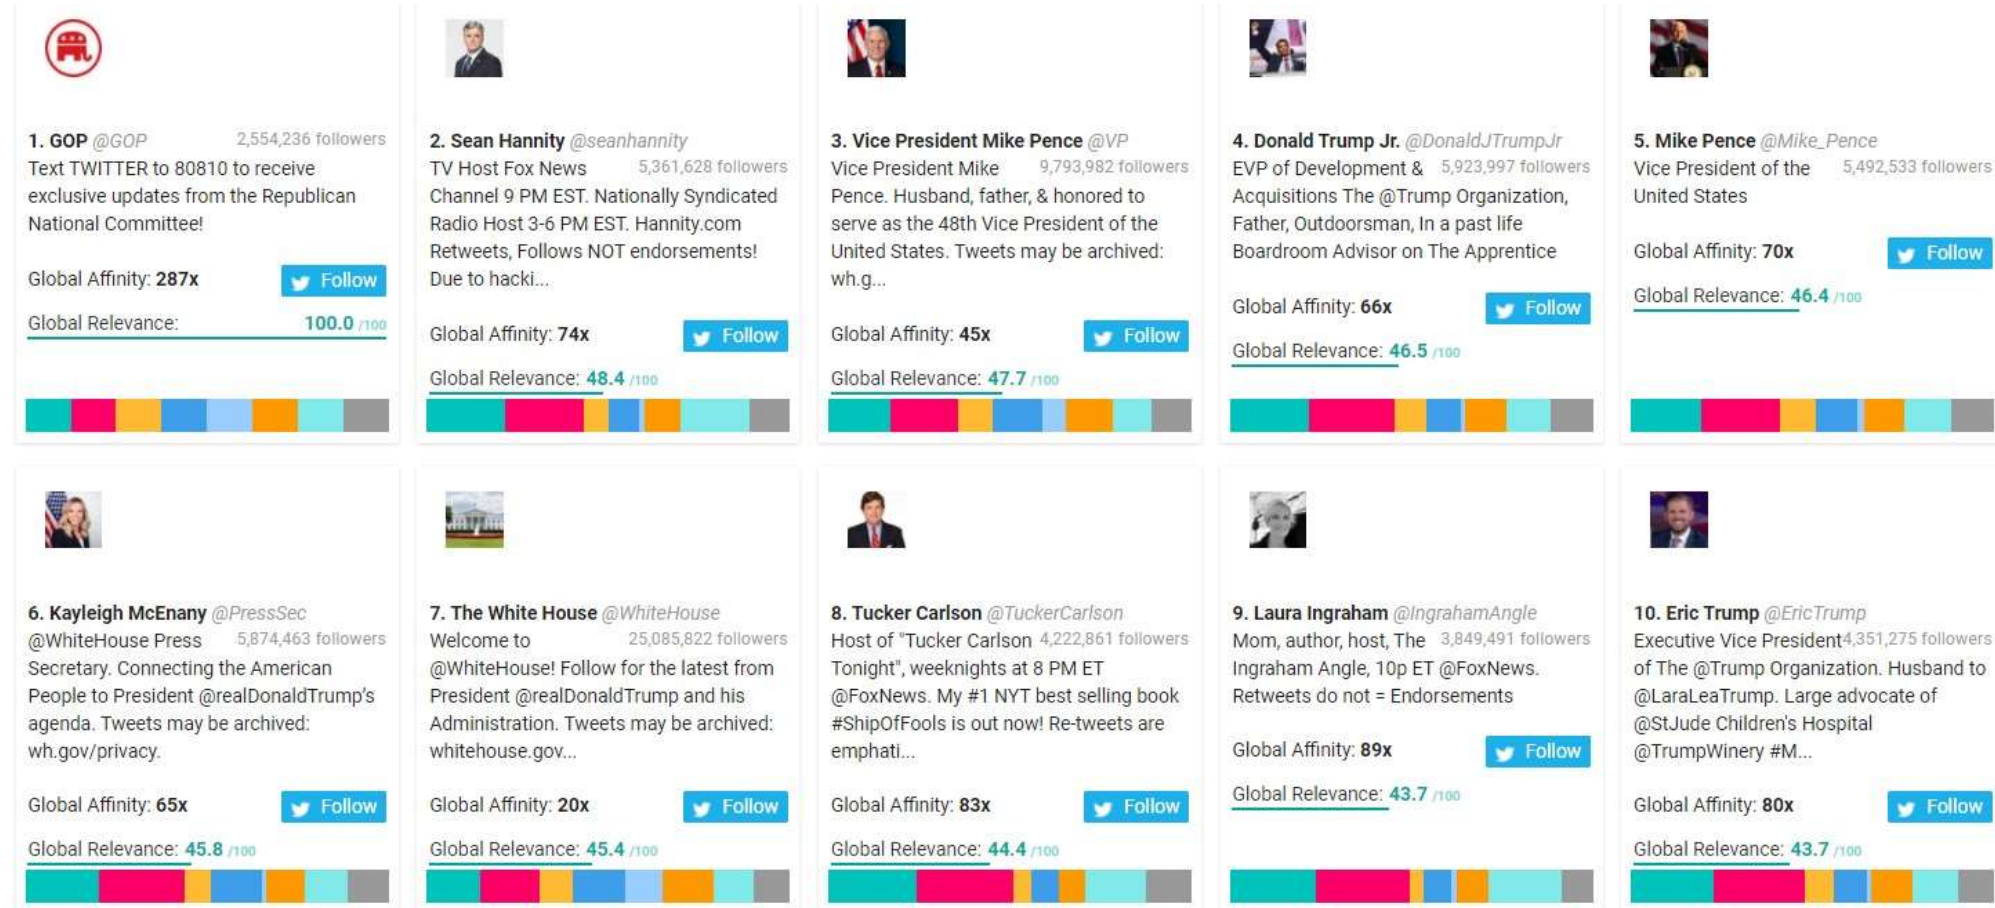 1. GOP @GOP 2,554,236 followers
Text TWITTER to 80810 to receive
exclusive updates from the Republican
National Committee!
Global Affinity: 287x Follow
Global Relevance: 100.0 /100
2. Sean Hannity @seanhannity
TV Host Fox News 5,361,628 followers
Channel 9 PM EST. Nationally Syndicated
Radio Host 3-6 PM EST. Hannity.com
Retweets, Follows NOT endorsements!
Due to hacki...
Global Affinity: 74x Follow
Global Relevance: 48.4 /100
3. Vice President Mike Pence @VP
Vice President Mike 9,793,982 followers
Pence. Husband, father, & honored to
serve as the 48th Vice President of the
United States. Tweets may be archived:
wh.g...
Global Affinity: 45x Follow
Global Relevance: 47.7 /100
4. Donald Trump Jr. @DonaldJTrumpJr
EVP of Development & 5,923,997 followers
Acquisitions The @Trump Organization,
Father, Outdoorsman, In a past life
Boardroom Advisor on The Apprentice
Global Affinity: 66x Follow
Global Relevance: 46.5 /100
5. Mike Pence @Mike_Pence
Vice President of the 5,492,533 followers
United States
Global Affinity: 70x Follow
Global Relevance: 46.4 /100
6. Kayleigh McEnany @PressSec
@WhiteHouse Press 5,874,463 followers
Secretary. Connecting the American
People to President @realDonaldTrump's
agenda. Tweets may be archived:
wh.gov/privacy.
Global Affinity: 65x Follow
Global Relevance: 45.8 /100
7. The White House @WhiteHouse
Welcome to 25,085,822 followers
@WhiteHouse! Follow for the latest from
President @realDonaldTrump and his
Administration. Tweets may be archived:
whitehouse.gov...
Global Affinity: 20x Follow
Global Relevance: 45.4 /100
8. Tucker Carlson @TuckerCarlson
Host of "Tucker Carlson 4,222,861 followers
Tonight", weeknights at 8 PM ET
@FoxNews. My #1 NYT best selling book
#ShipOfFools is out now! Re-tweets are
emphati...
Global Affinity: 83x Follow
Global Relevance: 44.4 /100
9. Laura Ingraham @IngrahamAngle
Mom, author, host, The 3,849,491 followers
Ingraham Angle, 10p ET @FoxNews.
Retweets do not = Endorsements
Global Affinity: 89x Follow
Global Relevance: 43.7 /100
10. Eric Trump @EricTrump
Executive Vice President 4,351,275 followers
of The @Trump Organization. Husband to
@LaraLeaTrump. Large advocate of
@StJude Children's Hospital
@TrumpWinery #M...
Global Affinity: 80x Follow
Global Relevance: 43.7 /100